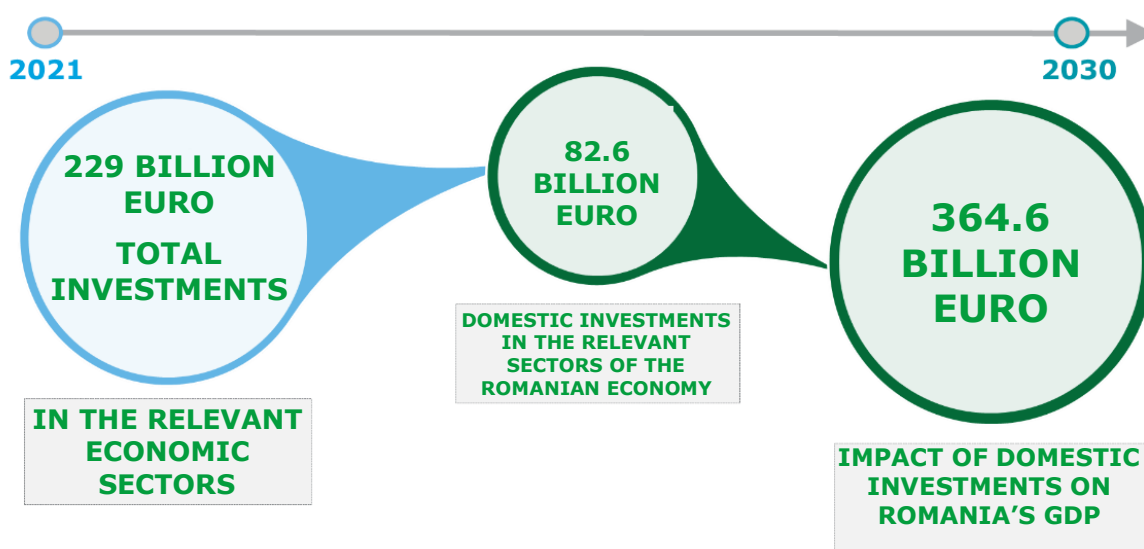 2021
2030
229 BILLION
EURO
TOTAL
INVESTMENTS
IN THE RELEVANT
ECONOMIC
SECTORS
82.6
BILLION
EURO
DOMESTIC INVESTMENTS
IN THE RELEVANT
SECTORS OF THE
ROMANIAN ECONOMY
364.6
BILLION
EURO
IMPACT OF DOMESTIC
INVESTMENTS ON
ROMANIA’S GDP